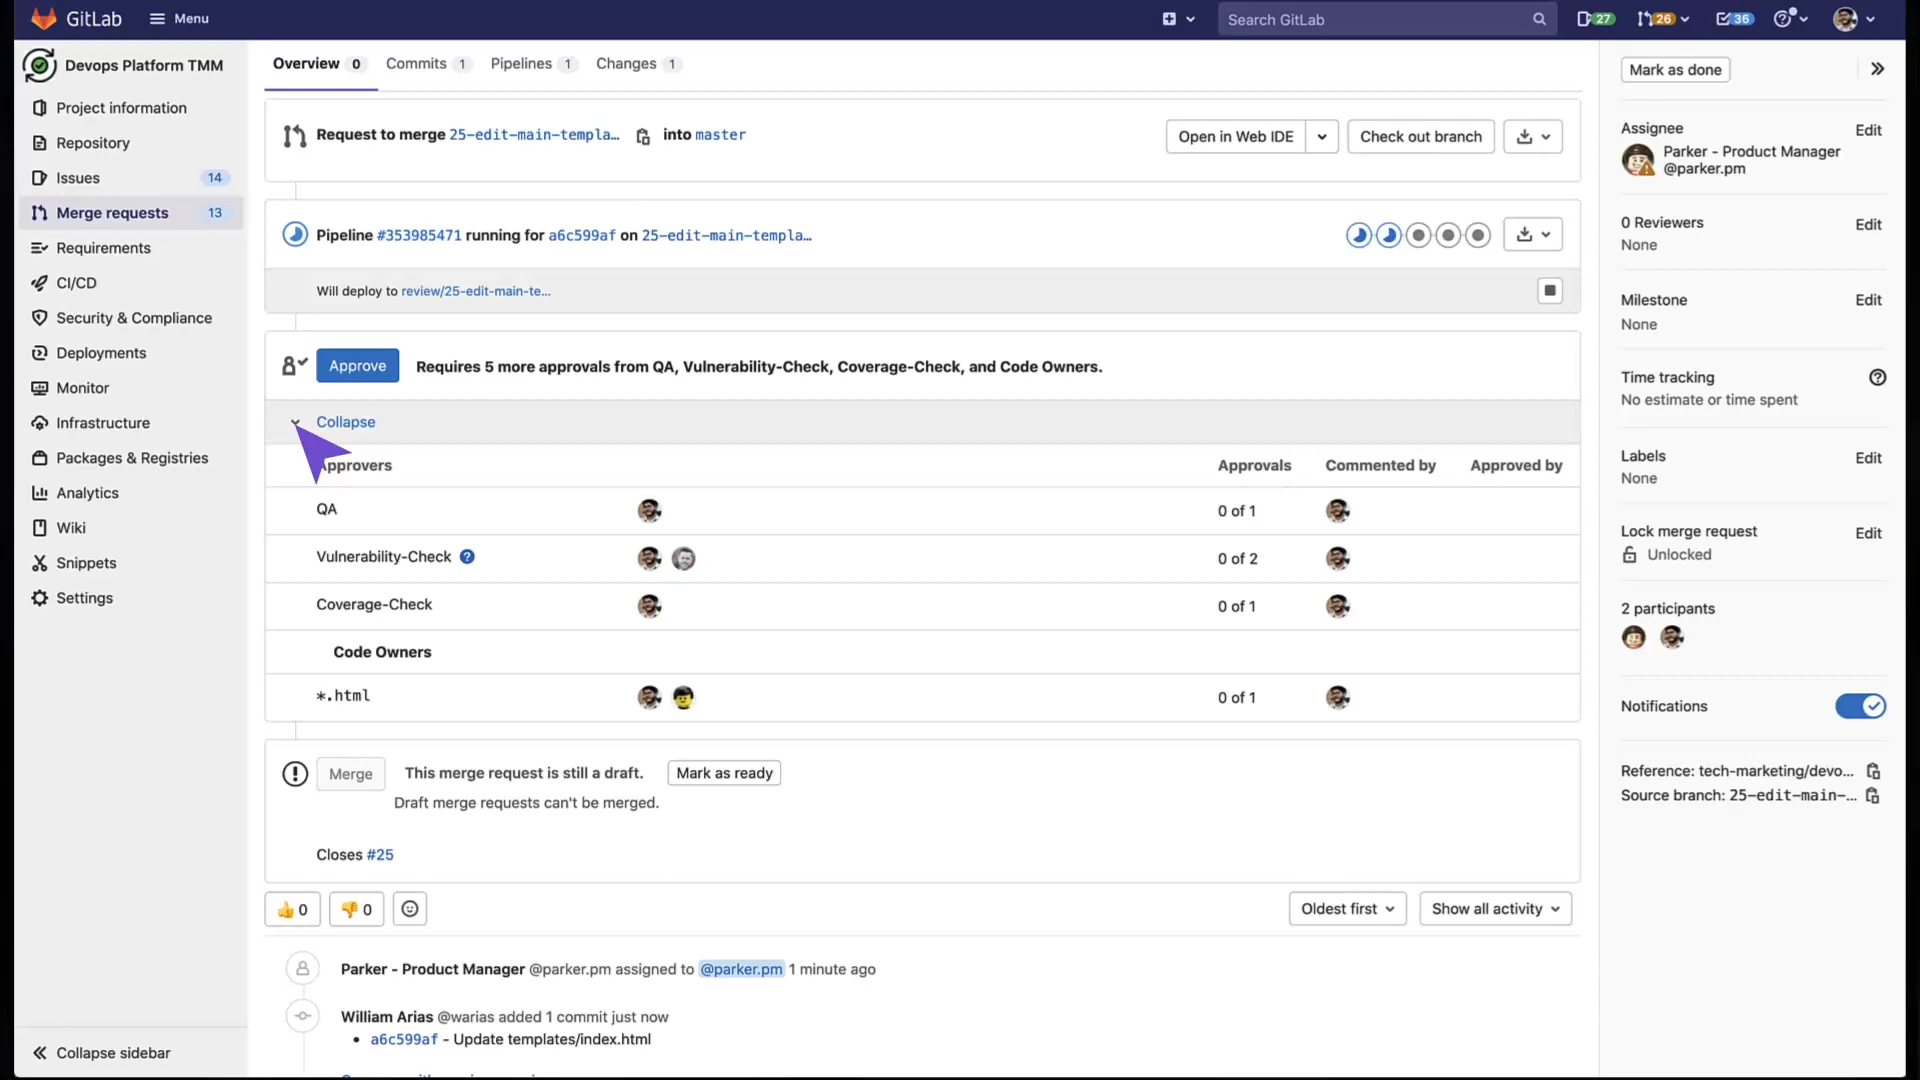 GitLab
Menu
Search GitLab
27
26
36
Devops Platform TMM
Project information
Repository
Issues 14
Merge requests 13
Requirements
CI/CD
Security & Compliance
Deployments
Monitor
Infrastructure
Packages & Registries
Analytics
Wiki
Snippets
Settings
Collapse sidebar
Overview 0 Commits 1 Pipelines 1 Changes 1
Request to merge 25-edit-main-templa… into master
Open in Web IDE
Check out branch
Pipeline #353985471 running for a6c599af on 25-edit-main-templa…
Will deploy to review/25-edit-main-te…
Approve Requires 5 more approvals from QA, Vulnerability-Check, Coverage-Check, and Code Owners.
Collapse
Approvers Approvals Commented by Approved by
QA 0 of 1
Vulnerability-Check 0 of 2
Coverage-Check 0 of 1
Code Owners
*.html 0 of 1
Merge This merge request is still a draft. Mark as ready
Draft merge requests can't be merged.
Closes #25
👍 0 👎 0
Oldest first
Show all activity
Parker - Product Manager @parker.pm assigned to @parker.pm 1 minute ago
William Arias @warias added 1 commit just now
• a6c599af - Update templates/index.html
Mark as done
Assignee Edit
Parker - Product Manager
@parker.pm
0 Reviewers Edit
None
Milestone Edit
None
Time tracking
No estimate or time spent
Labels Edit
None
Lock merge request Edit
Unlocked
2 participants
Notifications
Reference: tech-marketing/devo…
Source branch: 25-edit-main-…